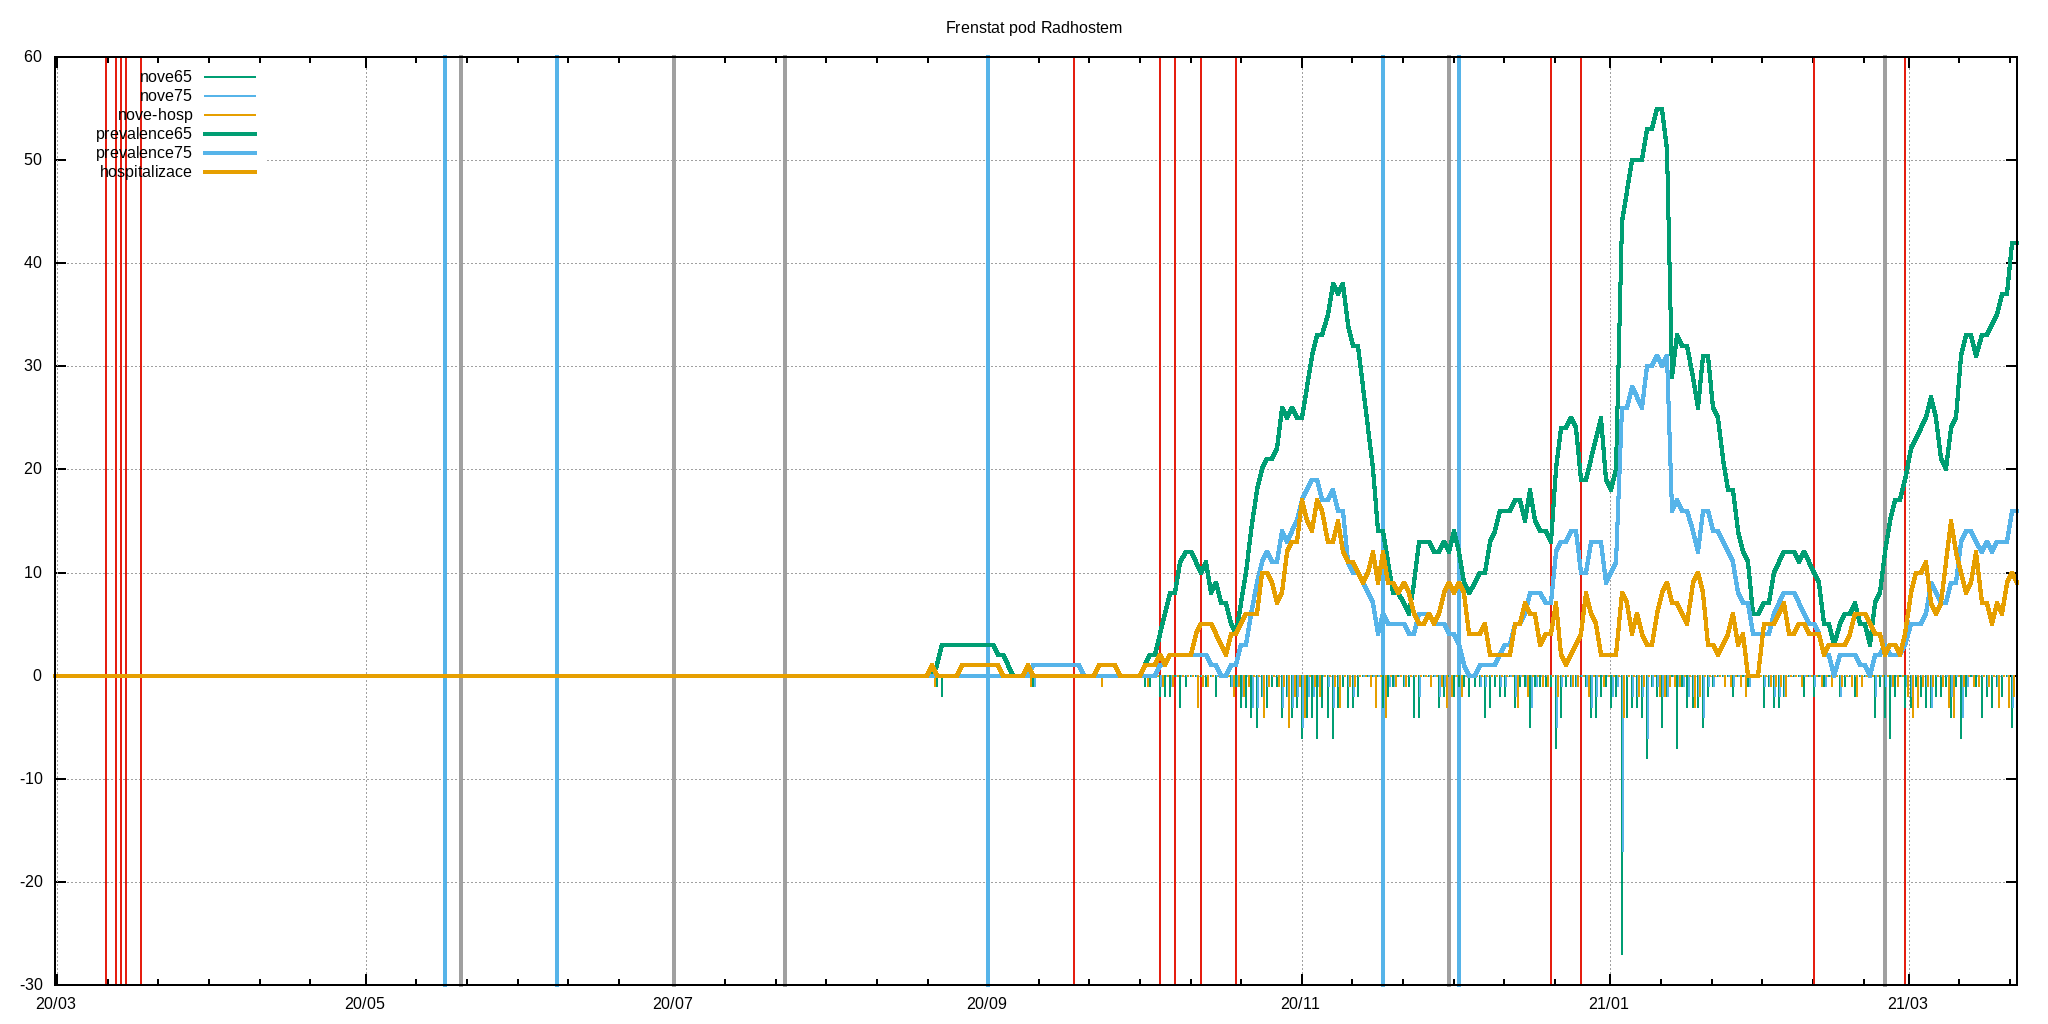 Frenstat pod Radhostem
60
50
40
30
20
10
0
-10
-20
-30
nove65
nove75
nove-hosp
prevalence65
prevalence75
hospitalizace
20/03 20/05 20/07 20/09 20/11 21/01 21/03